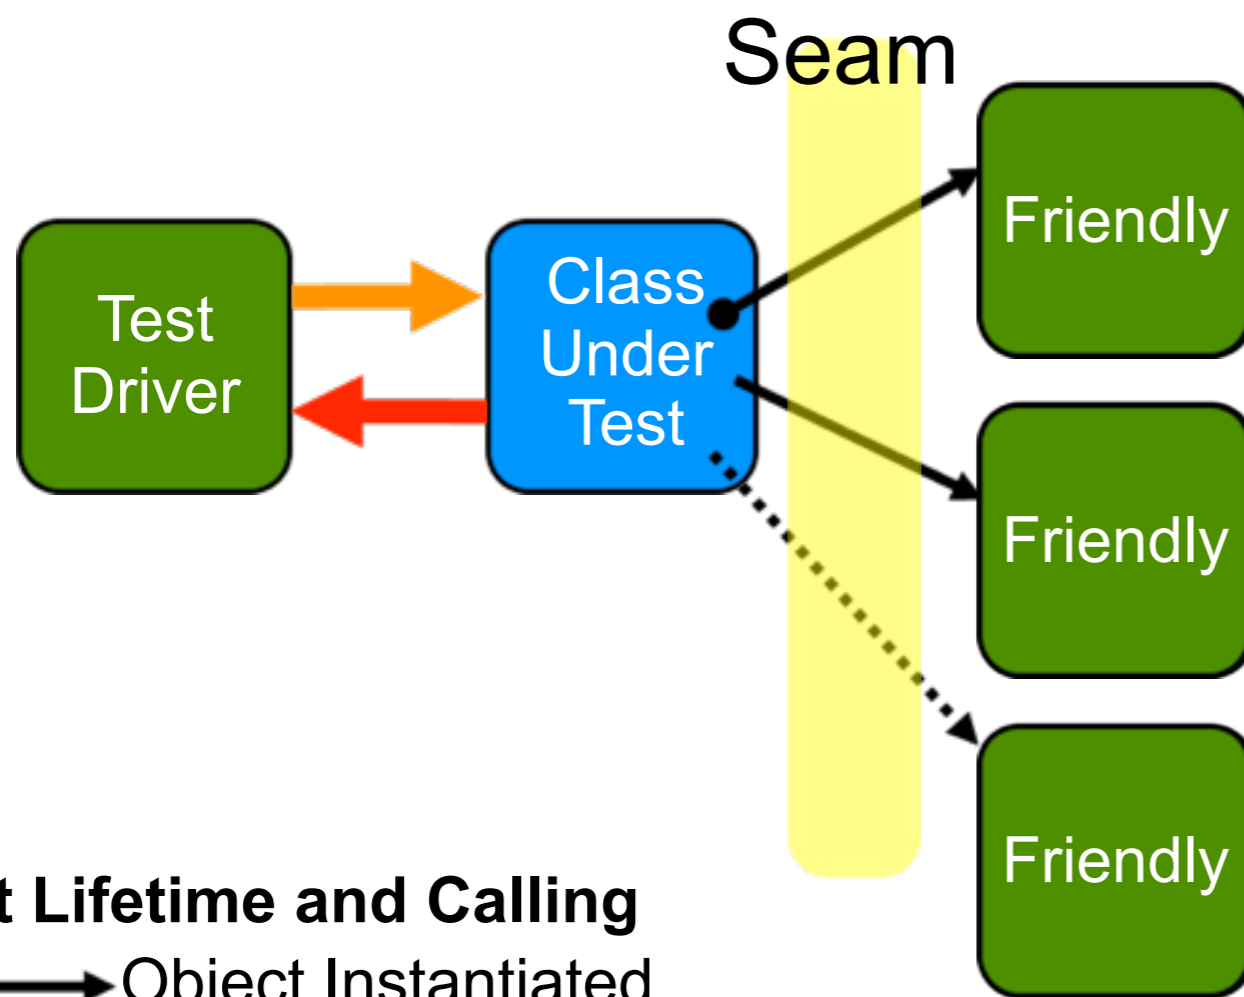 Seam
Test
Driver
Class
Under
Test
Friendly
Friendly
Friendly
t Lifetime and Calling
Object Instantiated